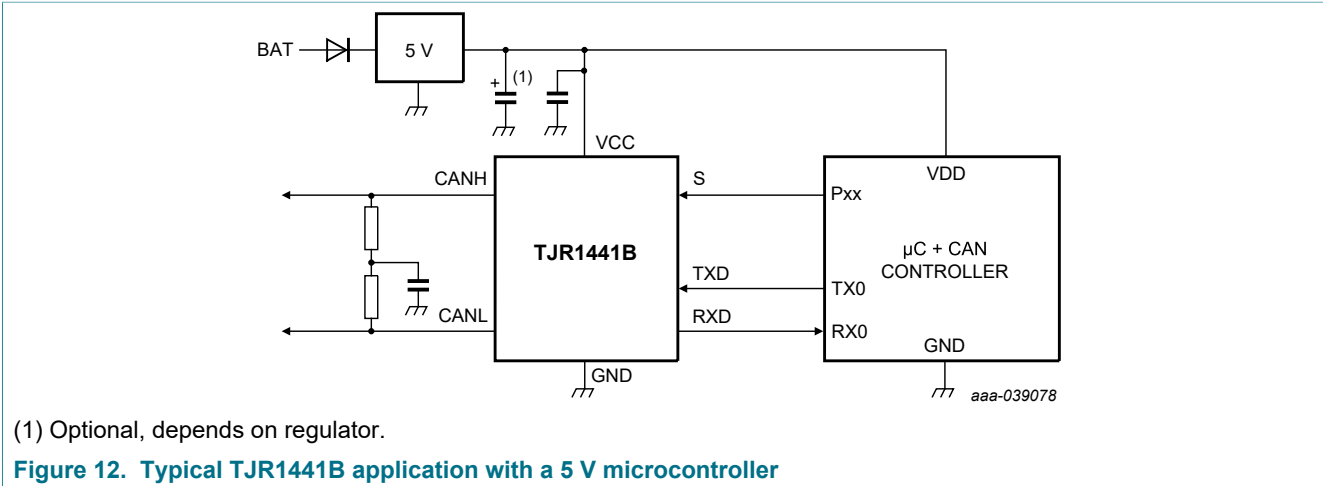 BAT
5 V
+
(1)
VCC
CANH
S
Pxx
VDD
TJR1441B
µC + CAN
CONTROLLER
TXD
TX0
CANL
RXD
RX0
GND
GND
aaa-039078
(1) Optional, depends on regulator.
Figure 12. Typical TJR1441B application with a 5 V microcontroller